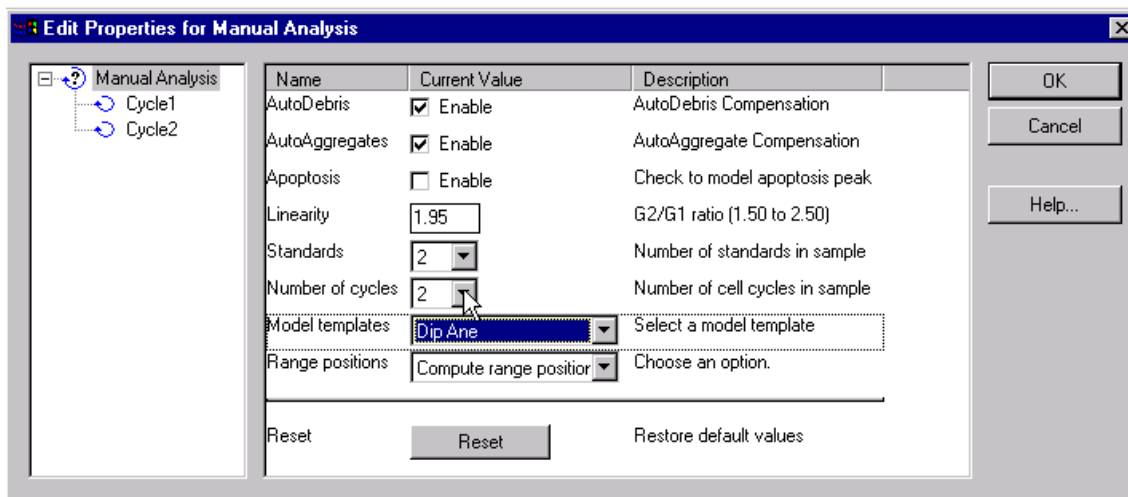 Edit Properties for Manual Analysis
Manual Analysis
Cycle1
Cycle2
Name Current Value Description
AutoDebris Enable AutoDebris Compensation
AutoAggregates Enable AutoAggregate Compensation
Apoptosis Enable Check to model apoptosis peak
Linearity 1.95 G2/G1 ratio (1.50 to 2.50)
Standards 2 Number of standards in sample
Number of cycles 2 Number of cell cycles in sample
Model templates Dip Ane Select a model template
Range positions Compute range position Choose an option.
Reset Reset Restore default values
OK
Cancel
Help...